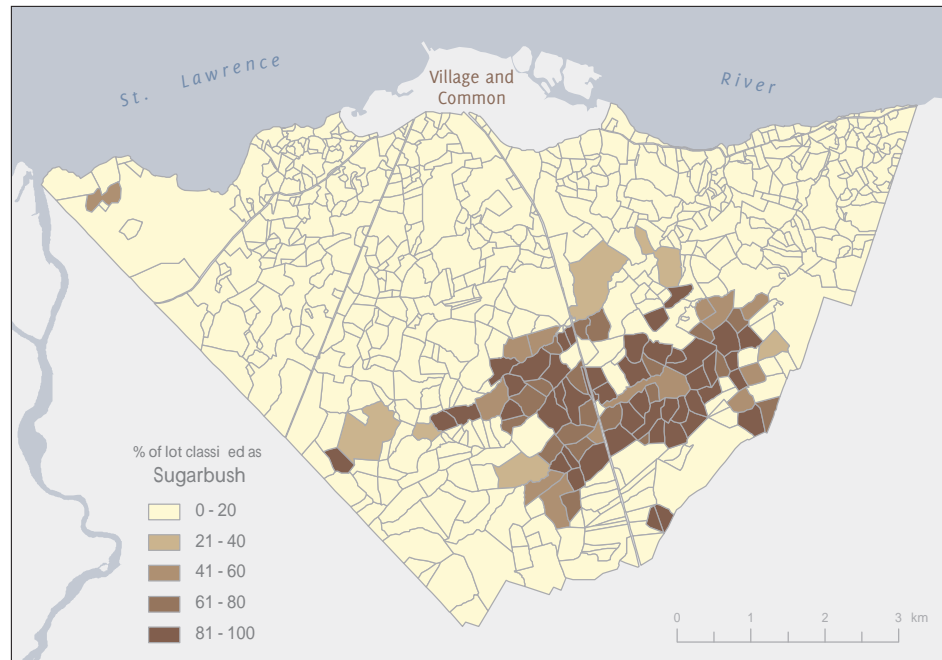 St. Lawrence
River
Village and
Common
% of lot classi ed as
Sugarbush
0 - 20
21 - 40
41 - 60
61 - 80
81 - 100
0 1 2 3 km